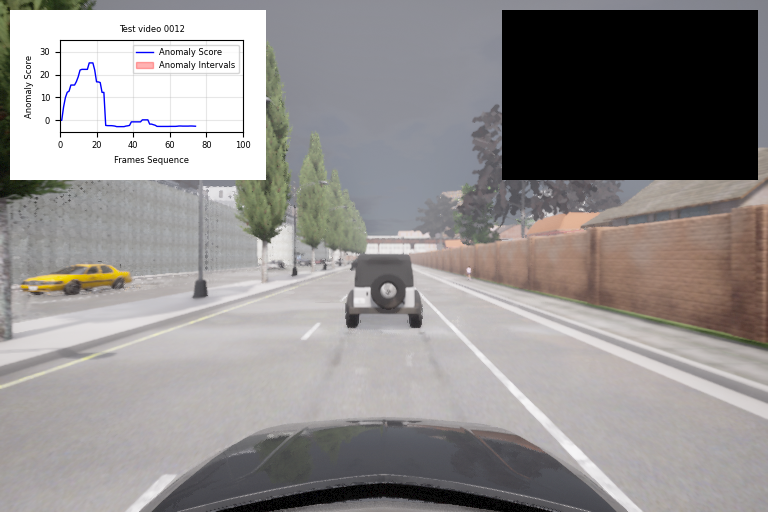 Test video 0012
Anomaly Score
30
20
10
0
Anomaly Score
Anomaly Intervals
0 20 40 60 80 100
Frames Sequence